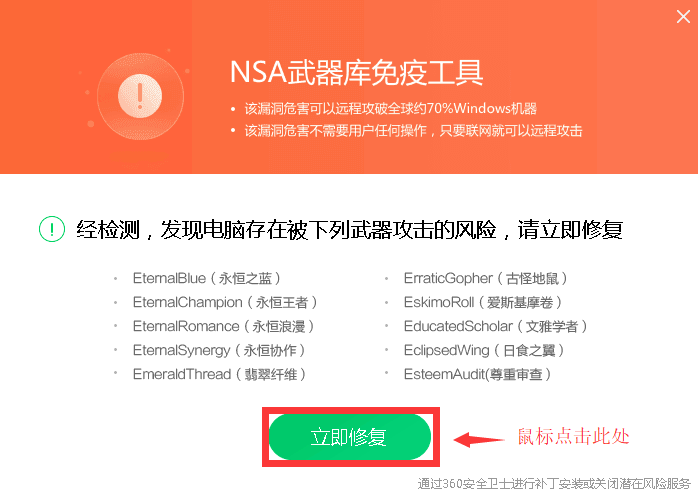 NSA武器库免疫工具
• 该漏洞危害可以远程攻破全球约70%Windows机器
• 该漏洞危害不需要用户任何操作，只要联网就可以远程攻击
经检测，发现电脑存在被下列武器攻击的风险，请立即修复
· EternalBlue（永恒之蓝） · ErraticGopher（古怪地鼠）
· EternalChampion（永恒王者） · EskimoRoll（爱斯基摩卷）
· EternalRomance（永恒浪漫） · EducatedScholar（文雅学者）
· EternalSynergy（永恒协作） · EclipsedWing（日食之翼）
· EmeraldThread（翡翠纤维） · EsteemAudit(尊重审查）
立即修复 鼠标点击此处
通过360安全卫士进行补丁安装或关闭潜在风险服务